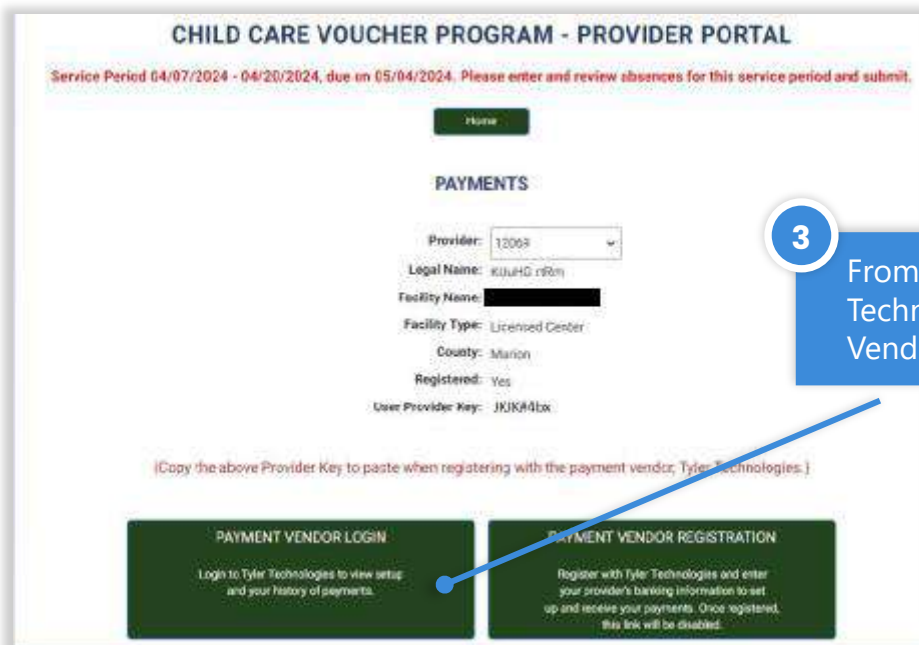 CHILD CARE VOUCHER PROGRAM - PROVIDER PORTAL
Service Period 04/07/2024 - 04/20/2024, due on 05/04/2024. Please enter and review absences for this service period and submit.
Home
PAYMENTS
Provider: 12069
Legal Name:
Facility Name:
Facility Type: Licensed Center
County: Marion
Registered: Yes
User Provider Key:
(Copy the above Provider Key to paste when registering with the payment vendor, Tyler Technologies.)
PAYMENT VENDOR LOGIN
Login to Tyler Technologies to view setup
and your history of payments.
PAYMENT VENDOR REGISTRATION
Register with Tyler Technologies and enter
your provider's banking information to set
up and receive your payments. Once registered,
this link will be disabled.
3
From
Techn
Vend